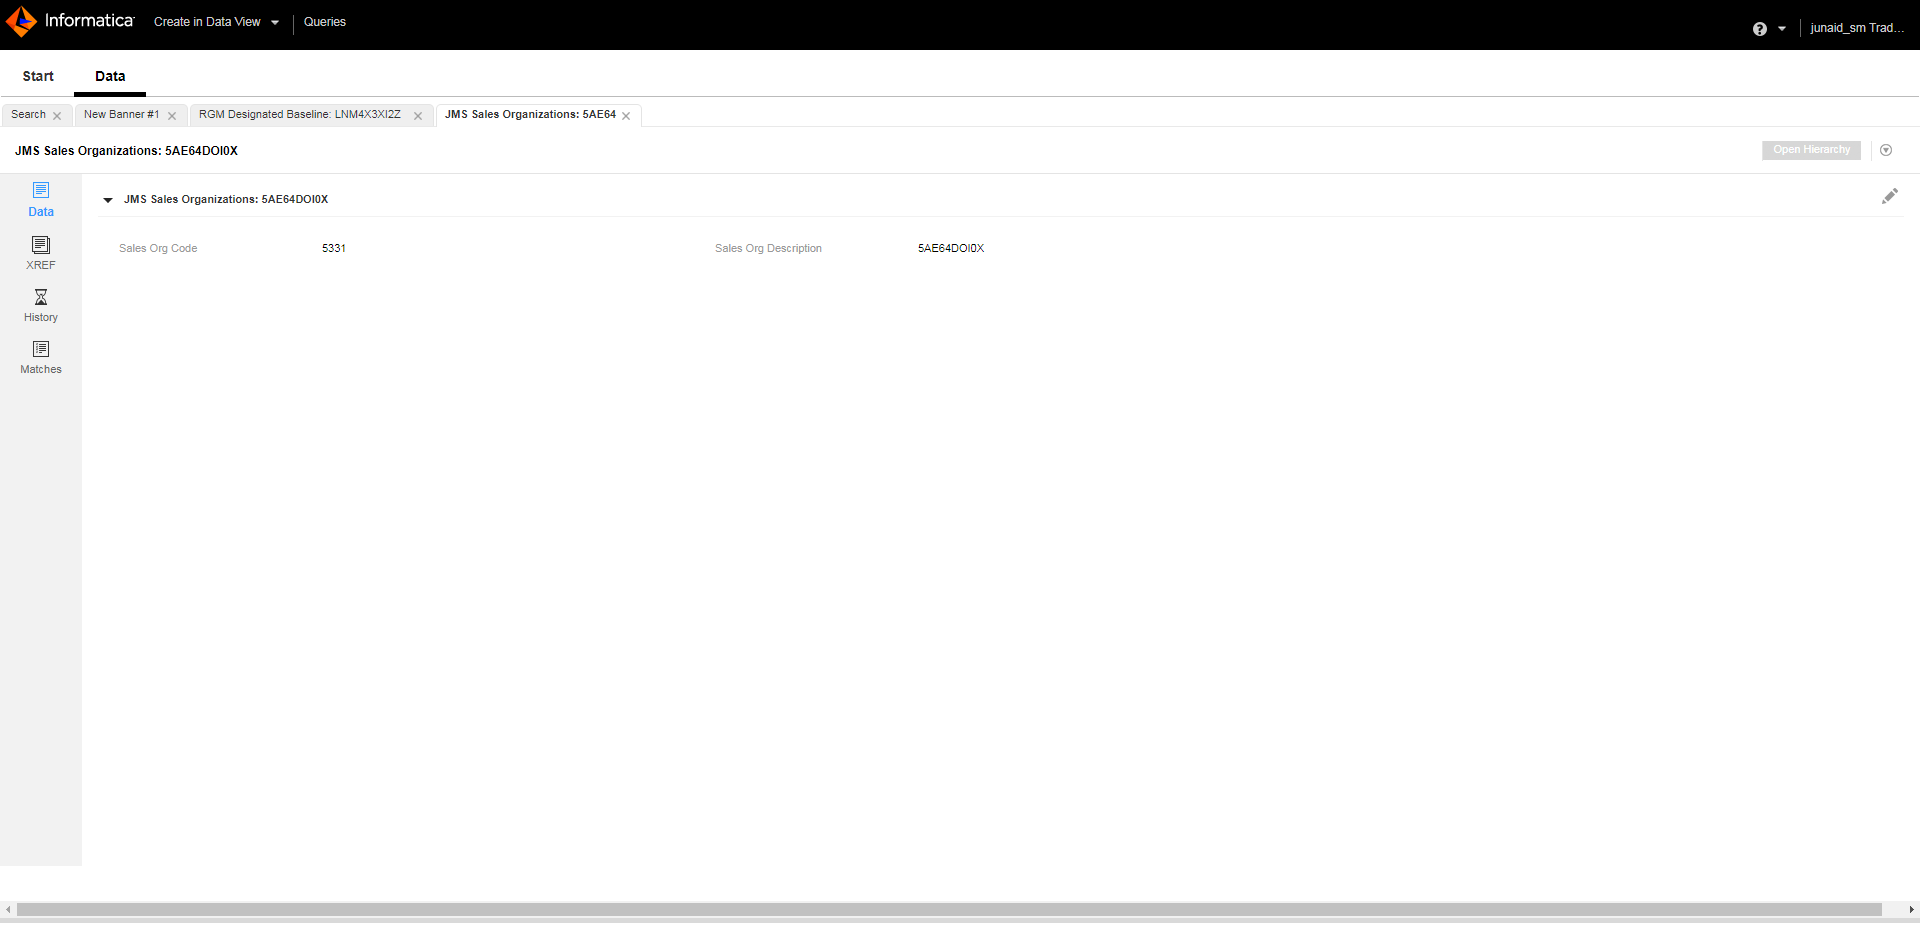 Informatica Create in Data View Queries junaid_sm Trad...
Start Data
Search New Banner #1 RGM Designated Baseline: LNM4X3XI2Z JMS Sales Organizations: 5AE64
JMS Sales Organizations: 5AE64DOI0X Open Hierarchy
Data
XREF
History
Matches
JMS Sales Organizations: 5AE64DOI0X
Sales Org Code 5331 Sales Org Description 5AE64DOI0X